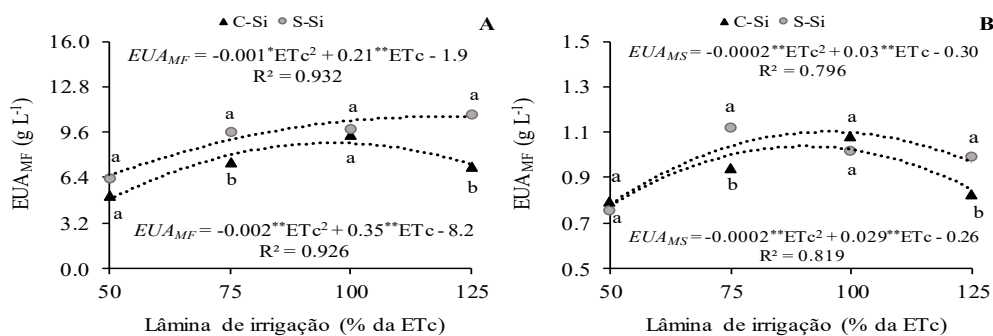 C-Si S-Si
A
EUA_MF = -0.001*ETc² + 0.21**ETc - 1.9
R² = 0.932
16.0
12.8
9.6
6.4
3.2
0.0
EUA_MF (g L⁻¹)
a
a
a
a
a
b
a
b
EUA_MF = -0.002**ETc² + 0.35**ETc - 8.2
R² = 0.926
50 75 100 125
Lâmina de irrigação (% da ETc)
C-Si S-Si
B
EUA_MS = -0.0002**ETc² + 0.03**ETc - 0.30
R² = 0.796
1.5
1.3
1.1
0.9
0.7
0.5
EUA_MF (g L⁻¹)
a
a
a
a
a
b
a
b
EUA_MS = -0.0002**ETc² + 0.029**ETc - 0.26
R² = 0.819
50 75 100 125
Lâmina de irrigação (% da ETc)